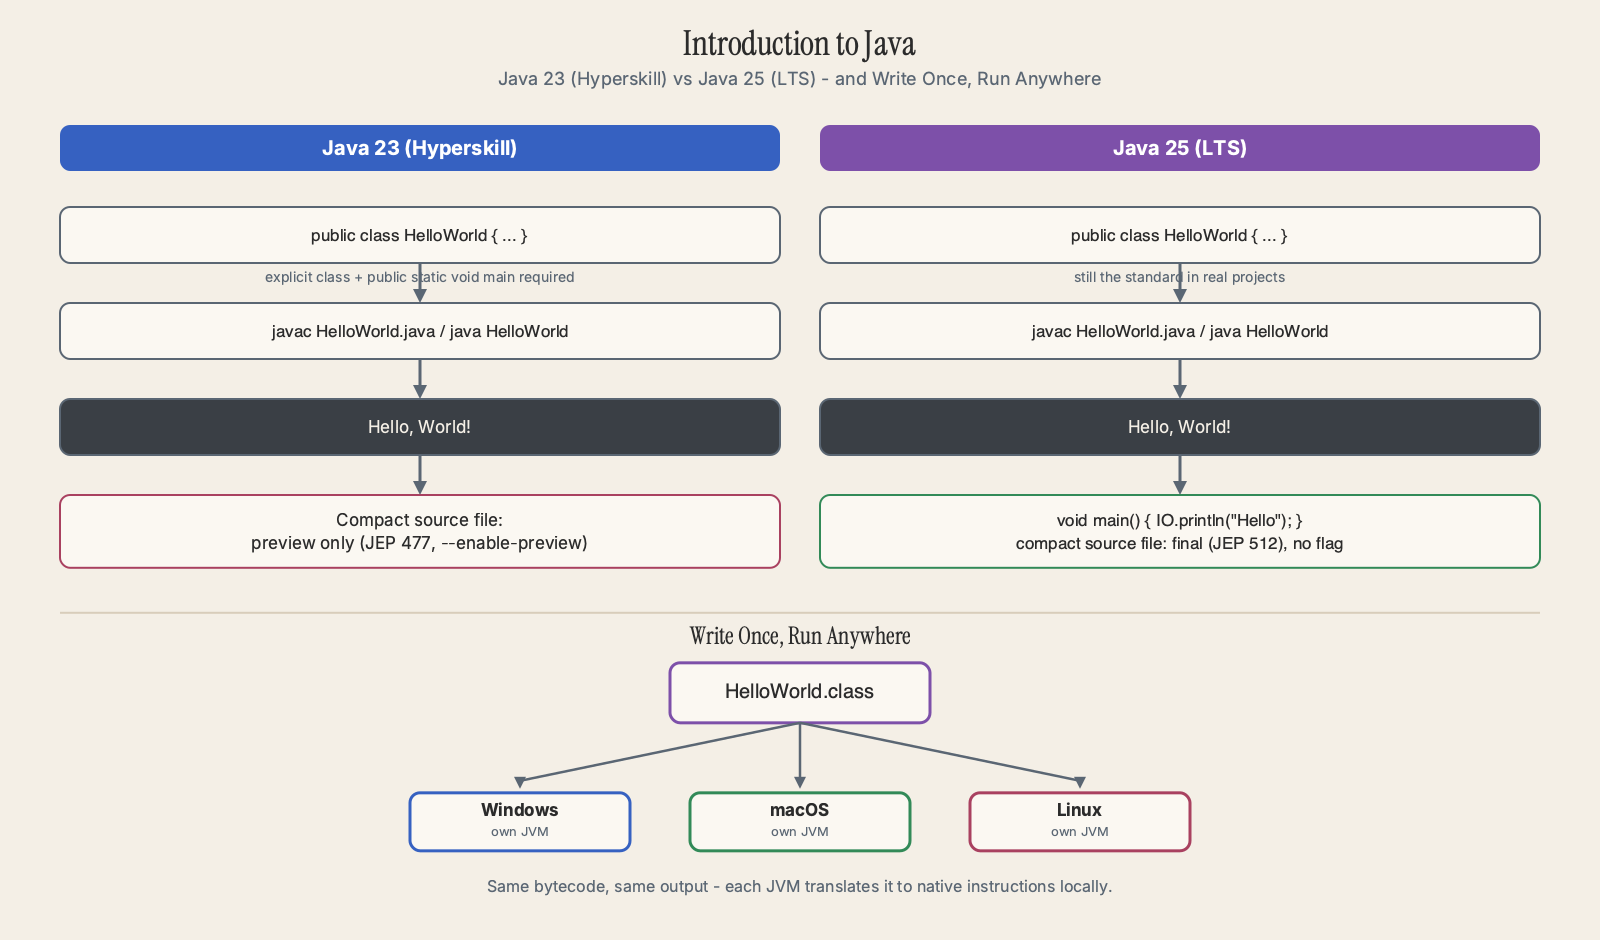 Introduction to Java
Java 23 (Hyperskill) vs Java 25 (LTS) - and Write Once, Run Anywhere
Java 23 (Hyperskill)
public class HelloWorld { ... }
explicit class + public static void main required
javac HelloWorld.java / java HelloWorld
Hello, World!
Compact source file:
preview only (JEP 477, --enable-preview)
Java 25 (LTS)
public class HelloWorld { ... }
still the standard in real projects
javac HelloWorld.java / java HelloWorld
Hello, World!
void main() { IO.println("Hello"); }
compact source file: final (JEP 512), no flag
Write Once, Run Anywhere
HelloWorld.class
Windows
own JVM
macOS
own JVM
Linux
own JVM
Same bytecode, same output - each JVM translates it to native instructions locally.